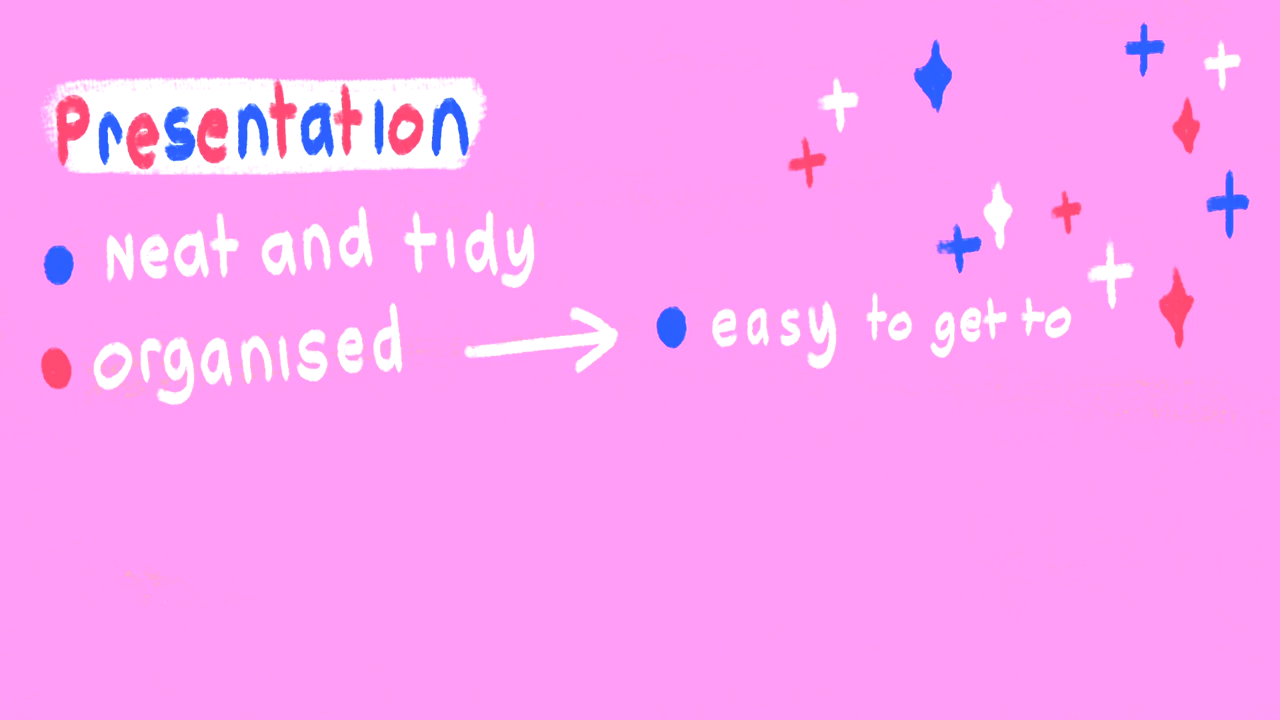 Presentation
Neat and tidy
organised → easy to get to